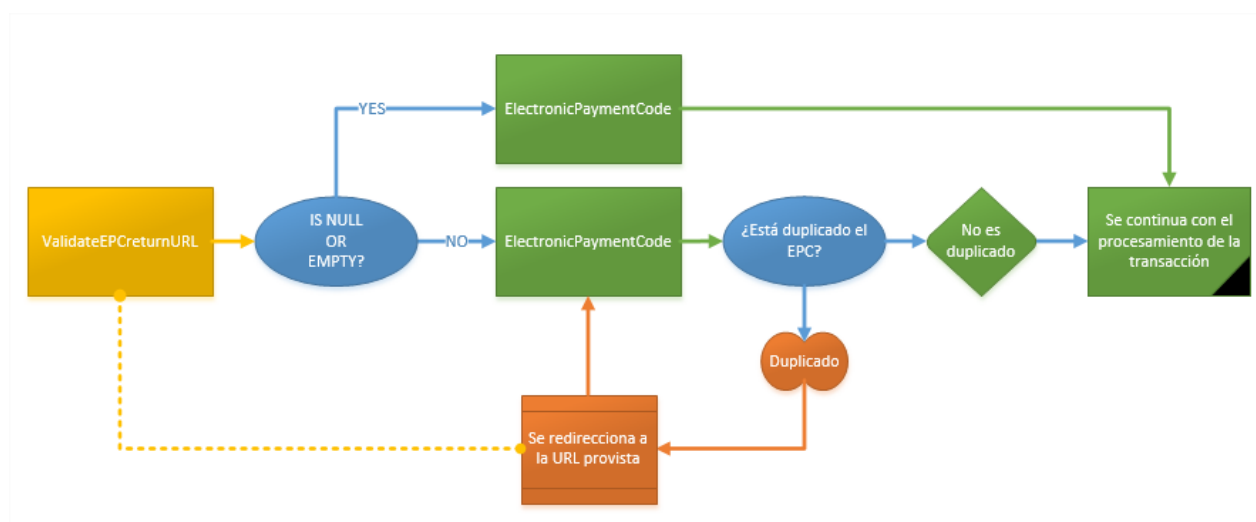 ElectronicPaymentCode
YES
ValidateEPCreturnURL
IS NULL
OR
EMPTY?
NO
ElectronicPaymentCode
¿Está duplicado el
EPC?
No es
duplicado
Se continua con el
procesamiento de la
transacción
Duplicado
Se redirecciona a
la URL provista